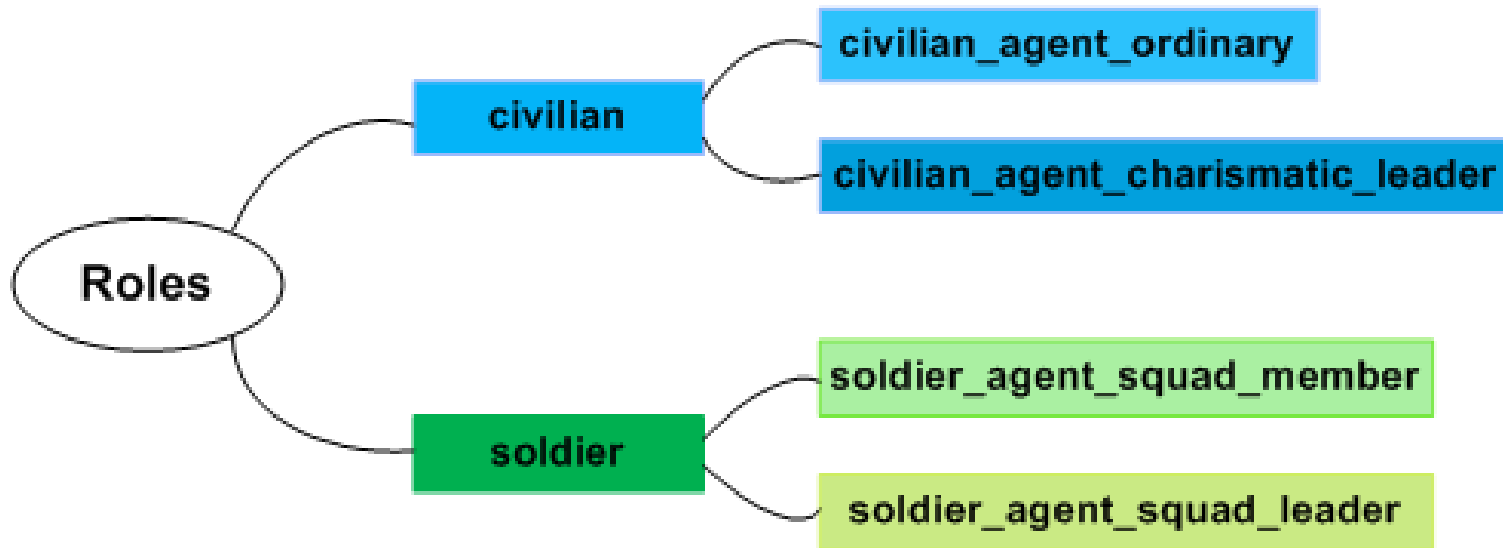 civilian_agent_ordinary
civilian
civilian_agent_charismatic_leader
Roles
soldier_agent_squad_member
soldier
soldier_agent_squad_leader